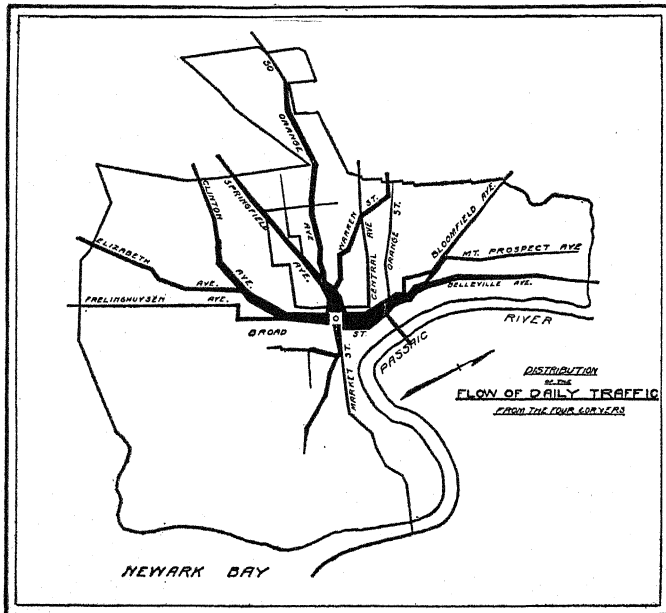 SO.
ORANGE
AVE
CLINTON
AVE.
SPRINGFIELD
AVE.
WARREN ST.
CENTRAL AVE
ORANGE ST.
BLOOMFIELD AVE.
MT. PROSPECT AVE
BELLEVILLE AVE.
ELIZABETH AVE.
FRELINGHUYSEN AVE.
BROAD ST.
MARKET ST.
PASSAIC
RIVER
DISTRIBUTION
OF THE
FLOW OF DAILY TRAFFIC
FROM THE FOUR CORNERS
NEWARK BAY